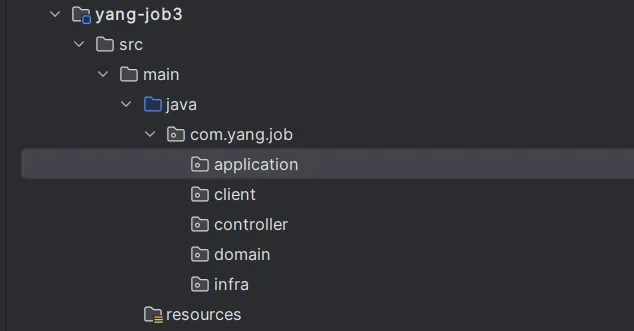 yang-job3
src
main
java
com.yang.job
application
client
controller
domain
infra
resources